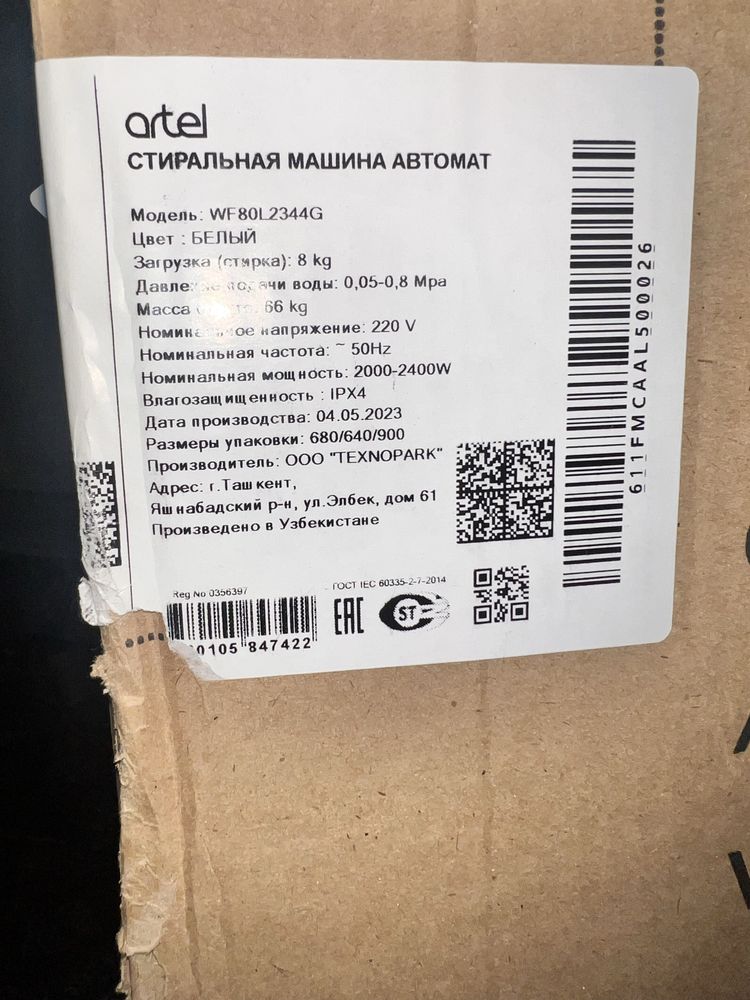 artel
СТИРАЛЬНАЯ МАШИНА АВТОМАТ
Модель: WF80L2344G
Цвет : БЕЛЫЙ
Загрузка (стирка): 8 kg
воды: 0,05-0,8 Mpa
Масса 66 kg
напряжение: 220 V
Номинальная частота: ~ 50Hz
Номинальная мощность: 2000-2400W
Влагозащищенность : IPX4
Дата производства: 04.05.2023
Размеры упаковки: 680/640/900
Производитель: ООО "TEXNOPARK"
Адрес: г.Ташкент,
Яшнабадский р-н, ул.Элбек, дом 61
Произведено в Узбекистане
611FMCAAL500026
Reg No 0356397
ГОСТ IEC 60335-2-7-2014
0105 847422
EAC
ST